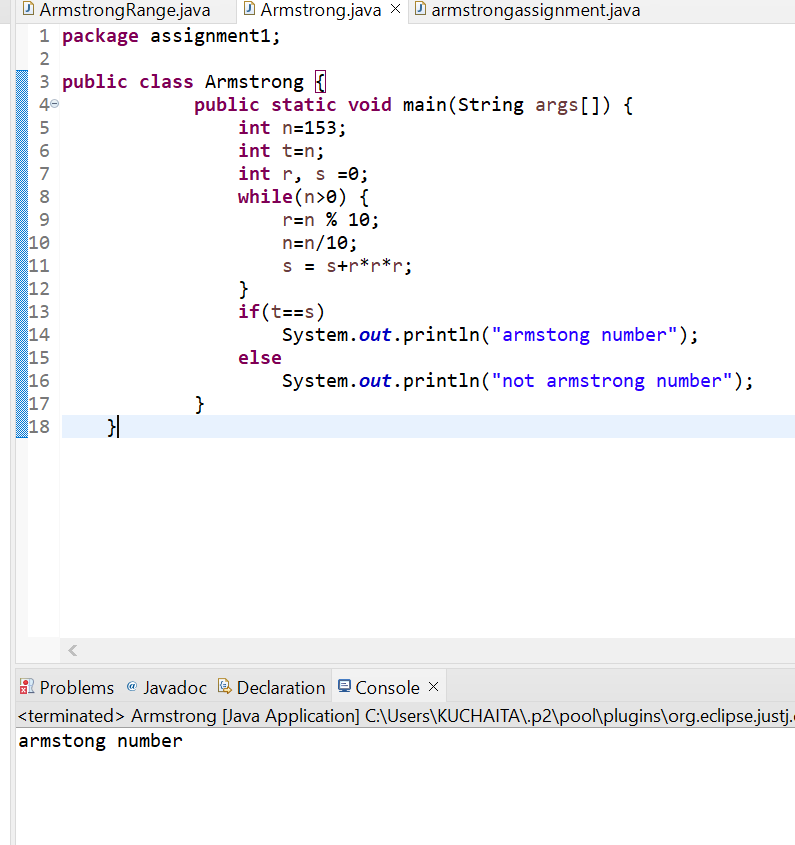 ArmstrongRange.java Armstrong.java armstrongassignment.java
1 package assignment1;
2
3 public class Armstrong {
4 public static void main(String args[]) {
5 int n=153;
6 int t=n;
7 int r, s =0;
8 while(n>0) {
9 r=n % 10;
10 n=n/10;
11 s = s+r*r*r;
12 }
13 if(t==s)
14 System.out.println("armstong number");
15 else
16 System.out.println("not armstrong number");
17 }
18 }
Problems @ Javadoc Declaration Console
<terminated> Armstrong [Java Application] C:\Users\KUCHAITA\.p2\pool\plugins\org.eclipse.justj.
armstong number